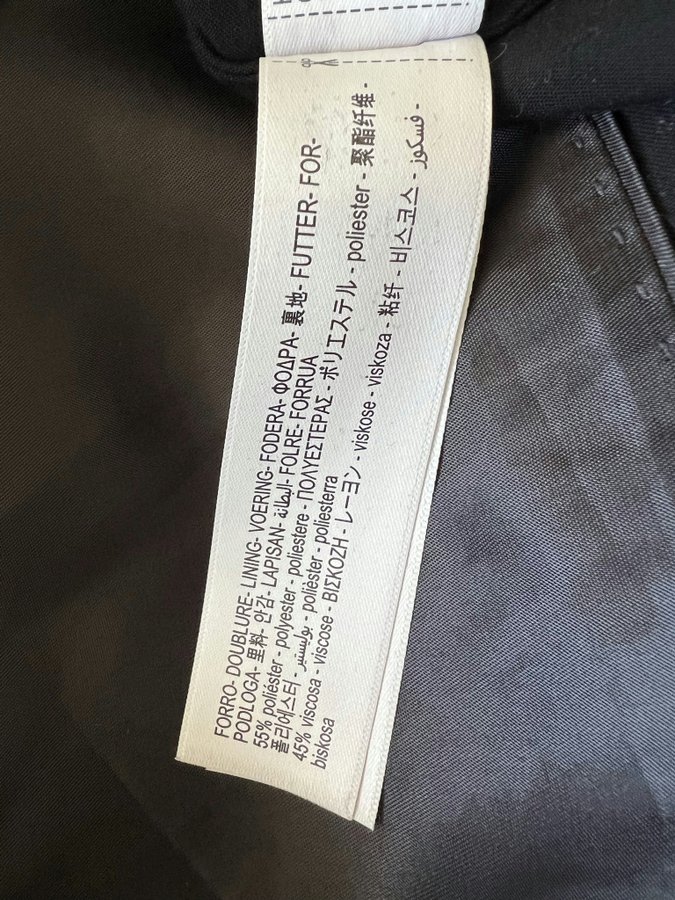 FORRO- DOUBLURE- LINING- VOERING- FODERA- ΦΟΔΡΑ- 裏地- FUTTER- FOR-
PODLOGA- 里料- 안감- LAPISAN- البطانة- FOLRE- FORRUA
55% poliéster - polyester - poliestere - ΠΟΛΥΕΣΤΕΡΑΣ - ポリエステル - poliester - 聚酯纤维 -
폴리에스터 - بوليستير - polièster - poliesterra
45% viscosa - viscose - ΒΙΣΚΟΖΗ - レーヨン - viskose - viskoza - 粘纤 - 비스코스 - فسكوز -
biskosa